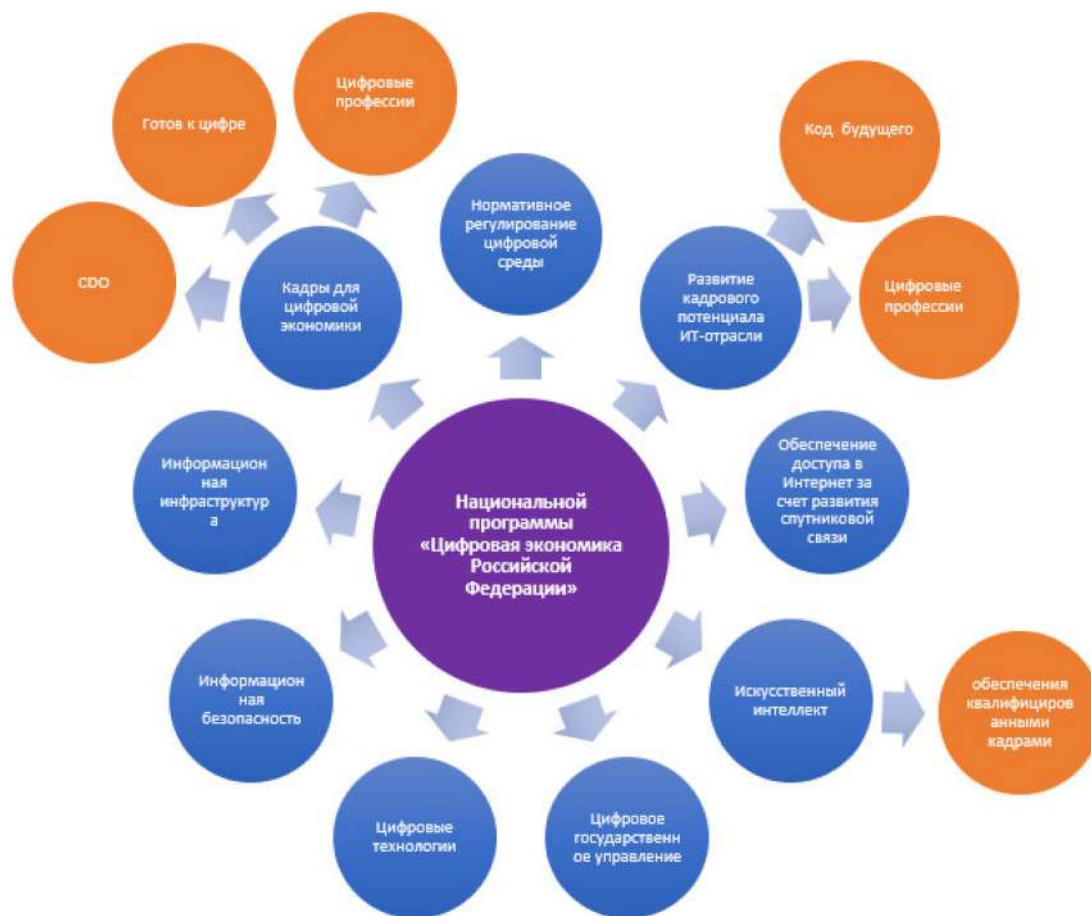 Цифровые
профессии
Готов к цифре
Код  будущего
Нормативное
регулирование
цифровой
среды
CDO
Кадры для
цифровой
экономики
Развитие
кадрового
потенциала
ИТ-отрасли
Цифровые
профессии
Информацион
ная
инфраструктур
а
Обеспечение
доступа в
Интернет за
счет развития
спутниковой
связи
Национальной
программы
«Цифровая экономика
Российской
Федерации»
Информацион
ная
безопасность
Искусственный
интеллект
обеспечения
квалифициров
анными
кадрами
Цифровые
технологии
Цифровое
государственн
ое управление